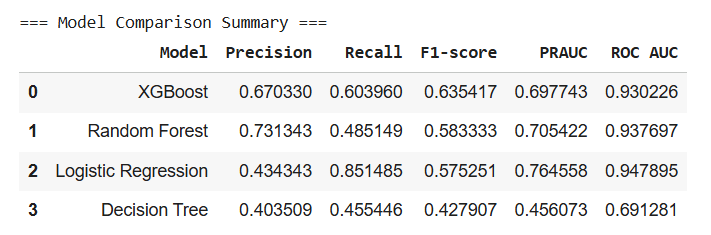 === Model Comparison Summary ===
Model Precision Recall F1-score PRAUC ROC AUC
0 XGBoost 0.670330 0.603960 0.635417 0.697743 0.930226
1 Random Forest 0.731343 0.485149 0.583333 0.705422 0.937697
2 Logistic Regression 0.434343 0.851485 0.575251 0.764558 0.947895
3 Decision Tree 0.403509 0.455446 0.427907 0.456073 0.691281